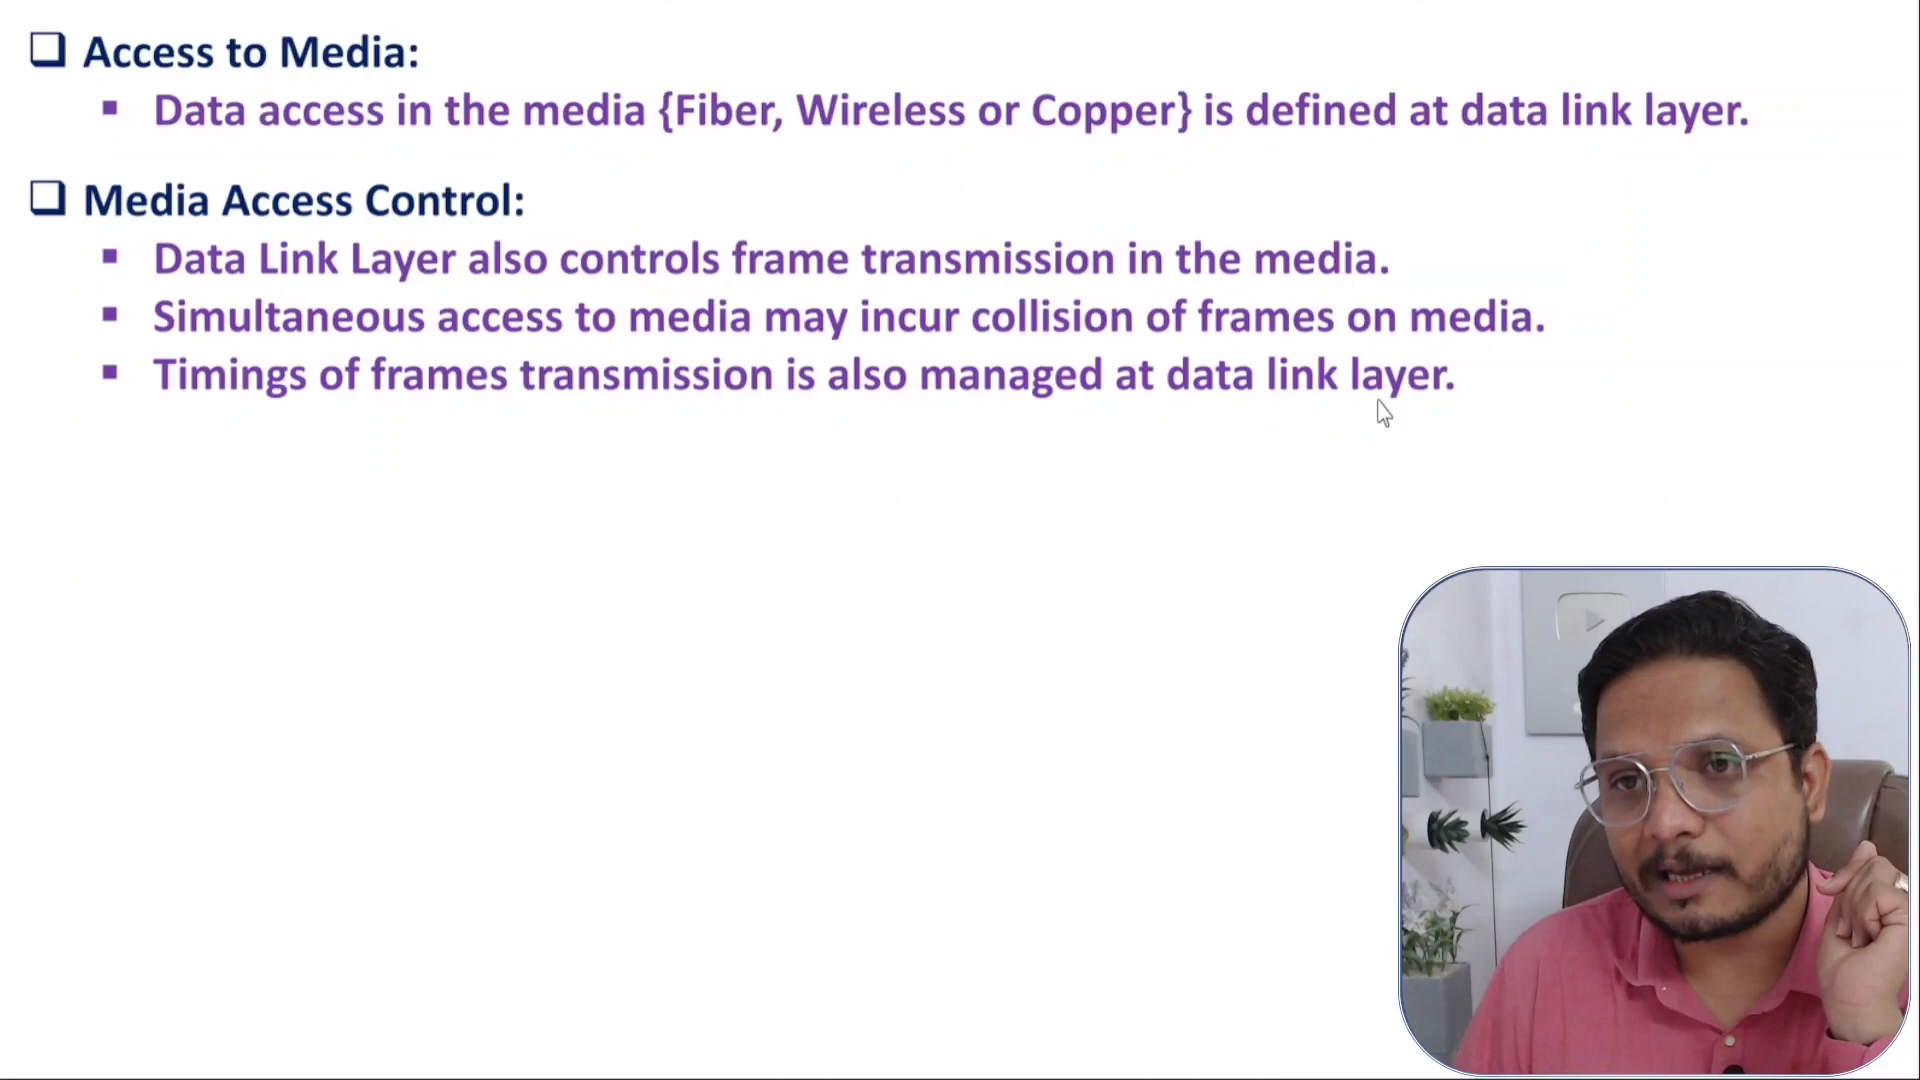 Access to Media:
Data access in the media {Fiber, Wireless or Copper} is defined at data link layer.
Media Access Control:
Data Link Layer also controls frame transmission in the media.
Simultaneous access to media may incur collision of frames on media.
Timings of frames transmission is also managed at data link layer.